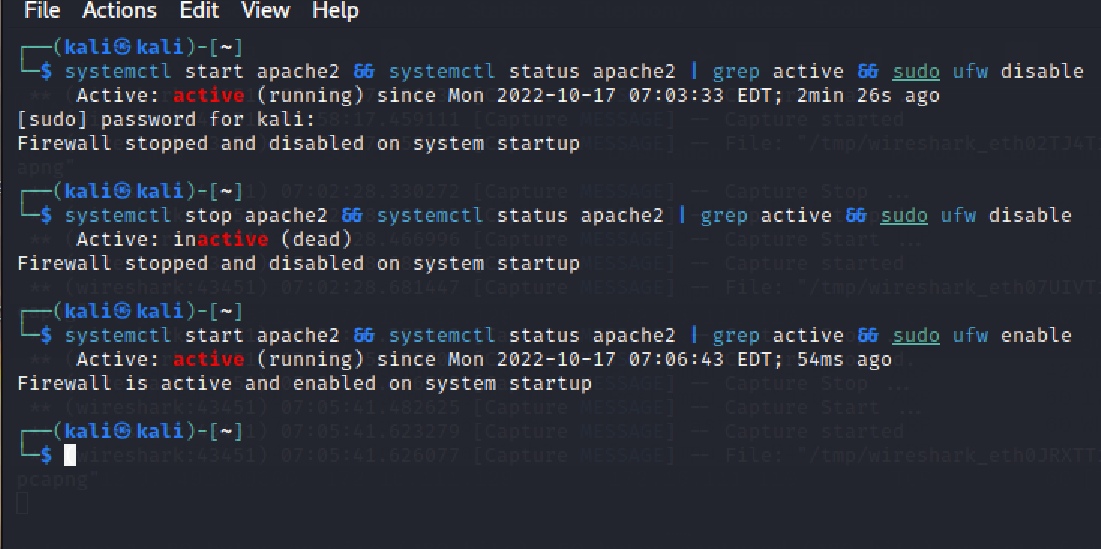 File Actions Edit View Help
┌──(kali㉿kali)-[~]
└─$ systemctl start apache2 && systemctl status apache2 | grep active && sudo ufw disable
Active: active (running) since Mon 2022-10-17 07:03:33 EDT; 2min 26s ago
[sudo] password for kali:
Firewall stopped and disabled on system startup
┌──(kali㉿kali)-[~]
└─$ systemctl stop apache2 && systemctl status apache2 | grep active && sudo ufw disable
Active: inactive (dead)
Firewall stopped and disabled on system startup
┌──(kali㉿kali)-[~]
└─$ systemctl start apache2 && systemctl status apache2 | grep active && sudo ufw enable
Active: active (running) since Mon 2022-10-17 07:06:43 EDT; 54ms ago
Firewall is active and enabled on system startup
┌──(kali㉿kali)-[~]
└─$